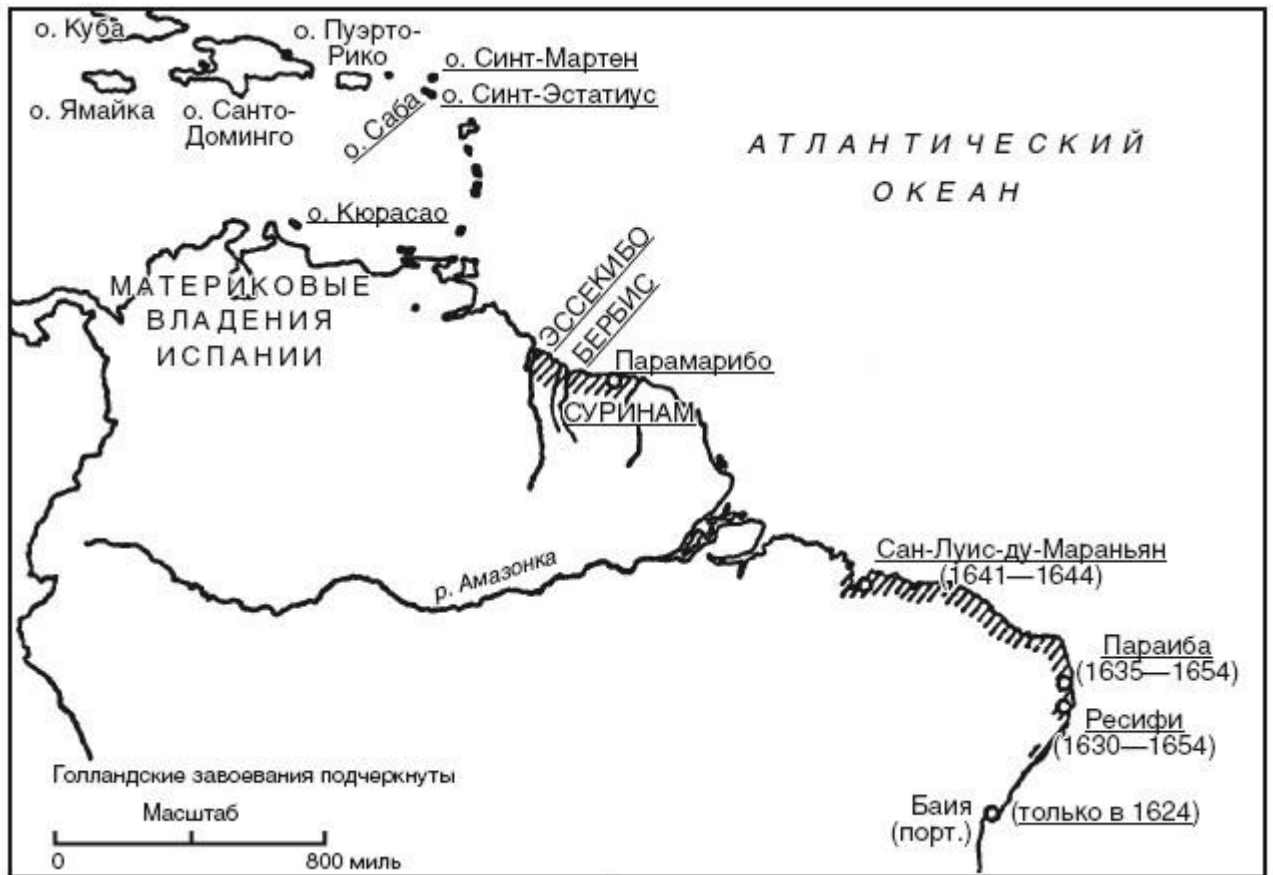 о. Куба
о. Пуэрто-
Рико
о. Синт-Мартен
о. Синт-Эстатиус
о. Саба
о. Ямайка
о. Санто-
Доминго
АТЛАНТИЧЕСКИЙ
ОКЕАН
о. Кюрасао
МАТЕРИКОВЫЕ
ВЛАДЕНИЯ
ИСПАНИИ
ЭССЕКИБО
БЕРБИС
Парамарибо
СУРИНАМ
р. Амазонка
Сан-Луис-ду-Мараньян
(1641—1644)
Параиба
(1635—1654)
Ресифи
(1630—1654)
Баия
(порт.)
(только в 1624)
Голландские завоевания подчеркнуты
Масштаб
0
800 миль